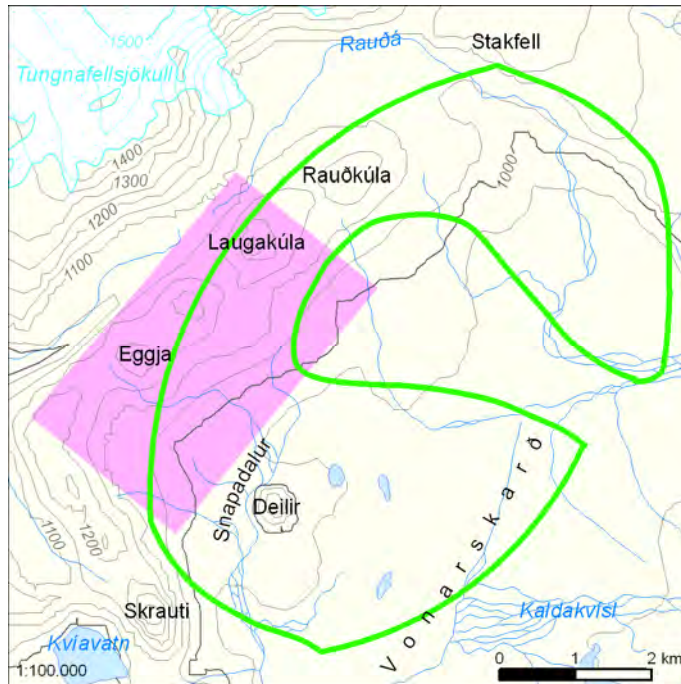 Stakfell
Rauðá
1500
Tungnafellsjökull
1400
1300
1200
1100
Rauðkúla
1000
Laugakúla
Eggja
Snapadalur
Deilir
Vonarskarð
1100
1200
Skrauti
Kvíavatn
Kaldakvísl
1:100.000
0 1 2 km